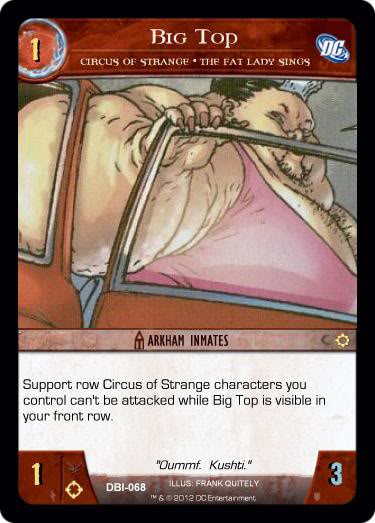 1
Big Top
DC
CIRCUS OF STRANGE • THE FAT LADY SINGS
ARKHAM INMATES
Support row Circus of Strange characters you
control can't be attacked while Big Top is visible in
your front row.
"Oummf. Kushti."
1
DBI-068
ILLUS: FRANK QUITELY
3
™ & © 2012 DC Entertainment